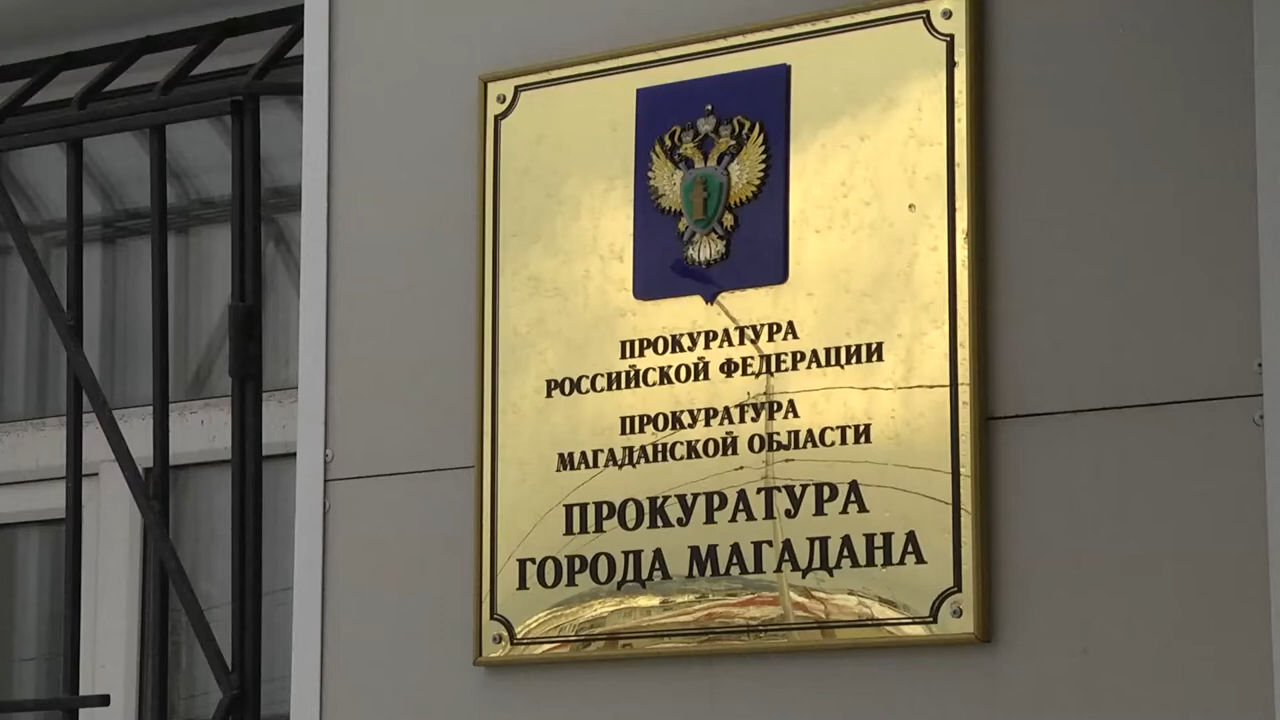 ПРОКУРАТУРА
РОССИЙСКОЙ ФЕДЕРАЦИИ
ПРОКУРАТУРА
МАГАДАНСКОЙ ОБЛАСТИ
ПРОКУРАТУРА
ГОРОДА МАГАДАНА